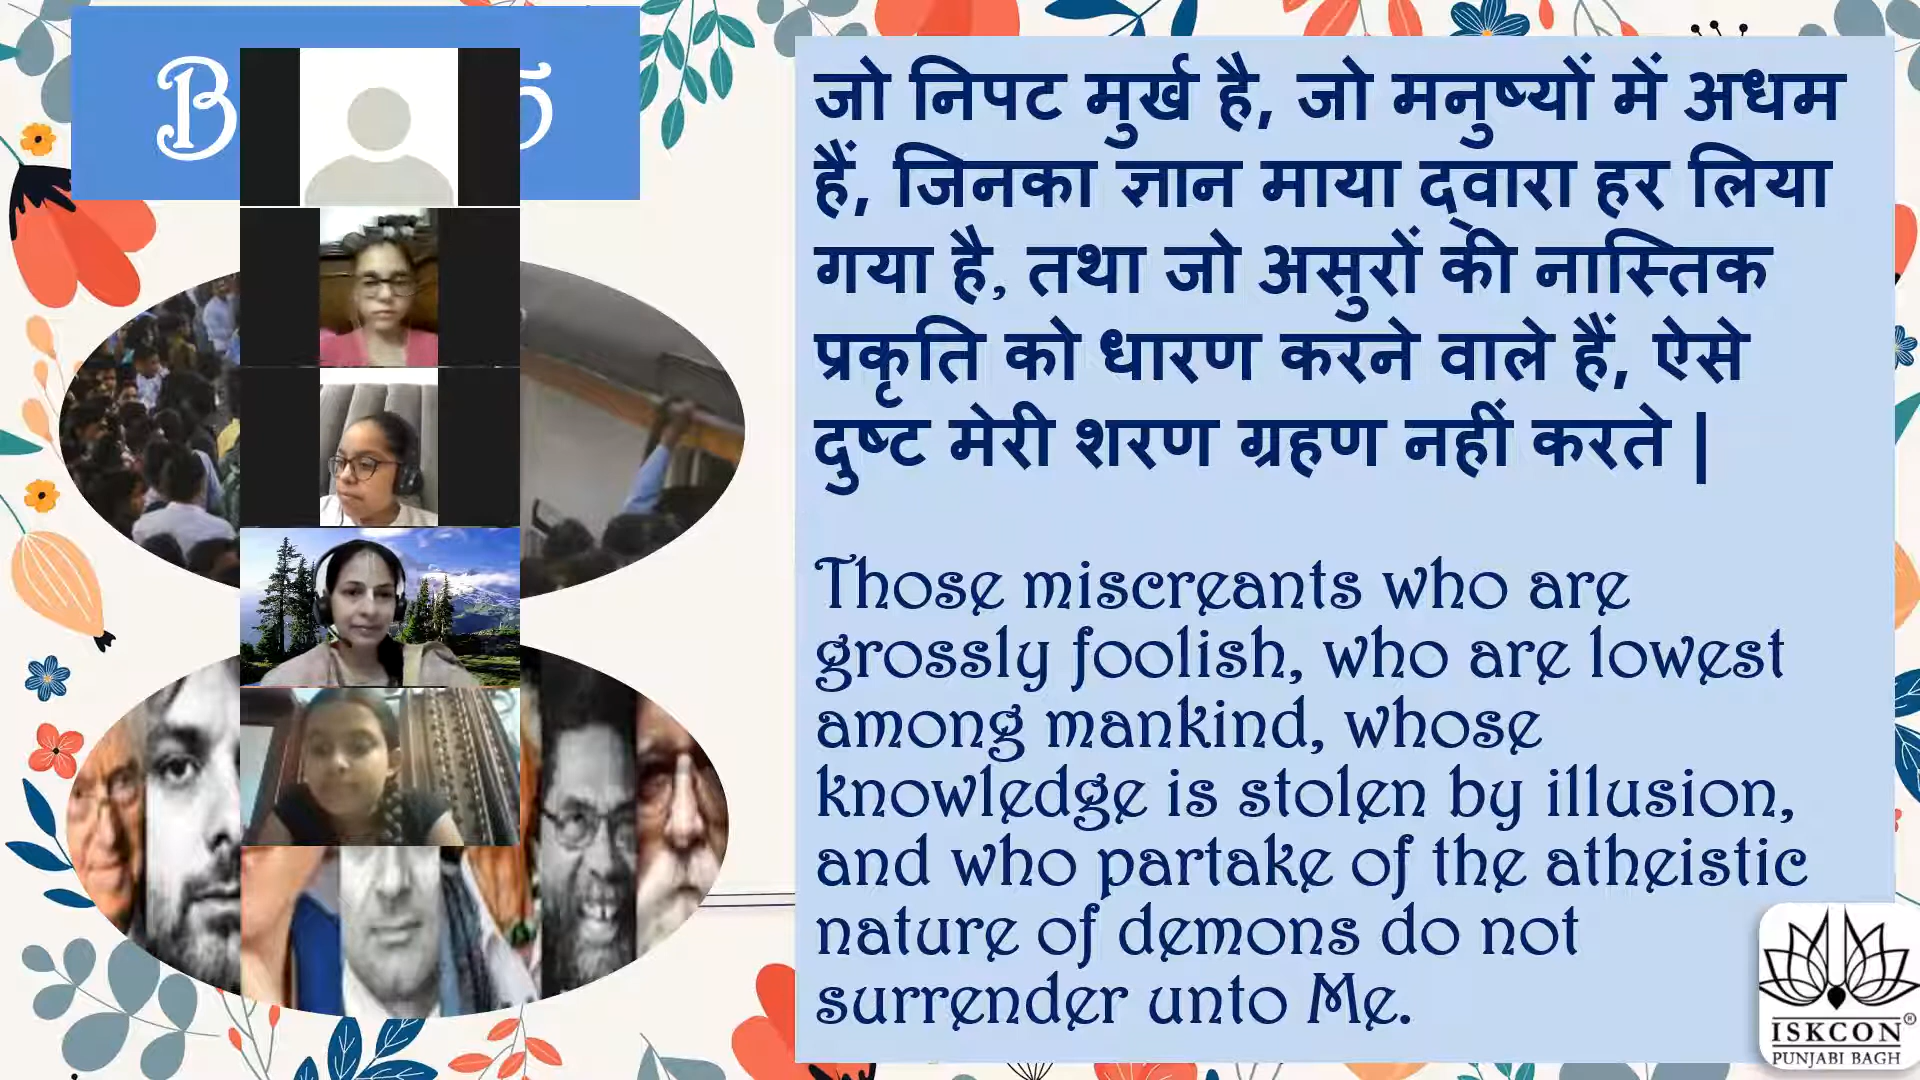 B
5
जो निपट मुर्ख है, जो मनुष्यों में अधम
हैं, जिनका ज्ञान माया द्वारा हर लिया
गया है, तथा जो असुरों की नास्तिक
प्रकृति को धारण करने वाले हैं, ऐसे
दुष्ट मेरी शरण ग्रहण नहीं करते |
Those miscreants who are
grossly foolish, who are lowest
among mankind, whose
knowledge is stolen by illusion,
and who partake of the atheistic
nature of demons do not
surrender unto Me.
ISKCON®
PUNJABI BAGH